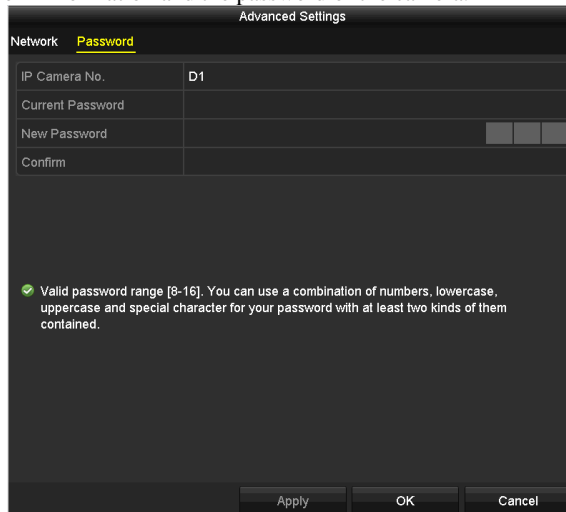 Advanced Settings
Network Password
IP Camera No. D1
Current Password
New Password
Confirm
Valid password range [8-16]. You can use a combination of numbers, lowercase,
uppercase and special character for your password with at least two kinds of them
contained.
Apply OK Cancel